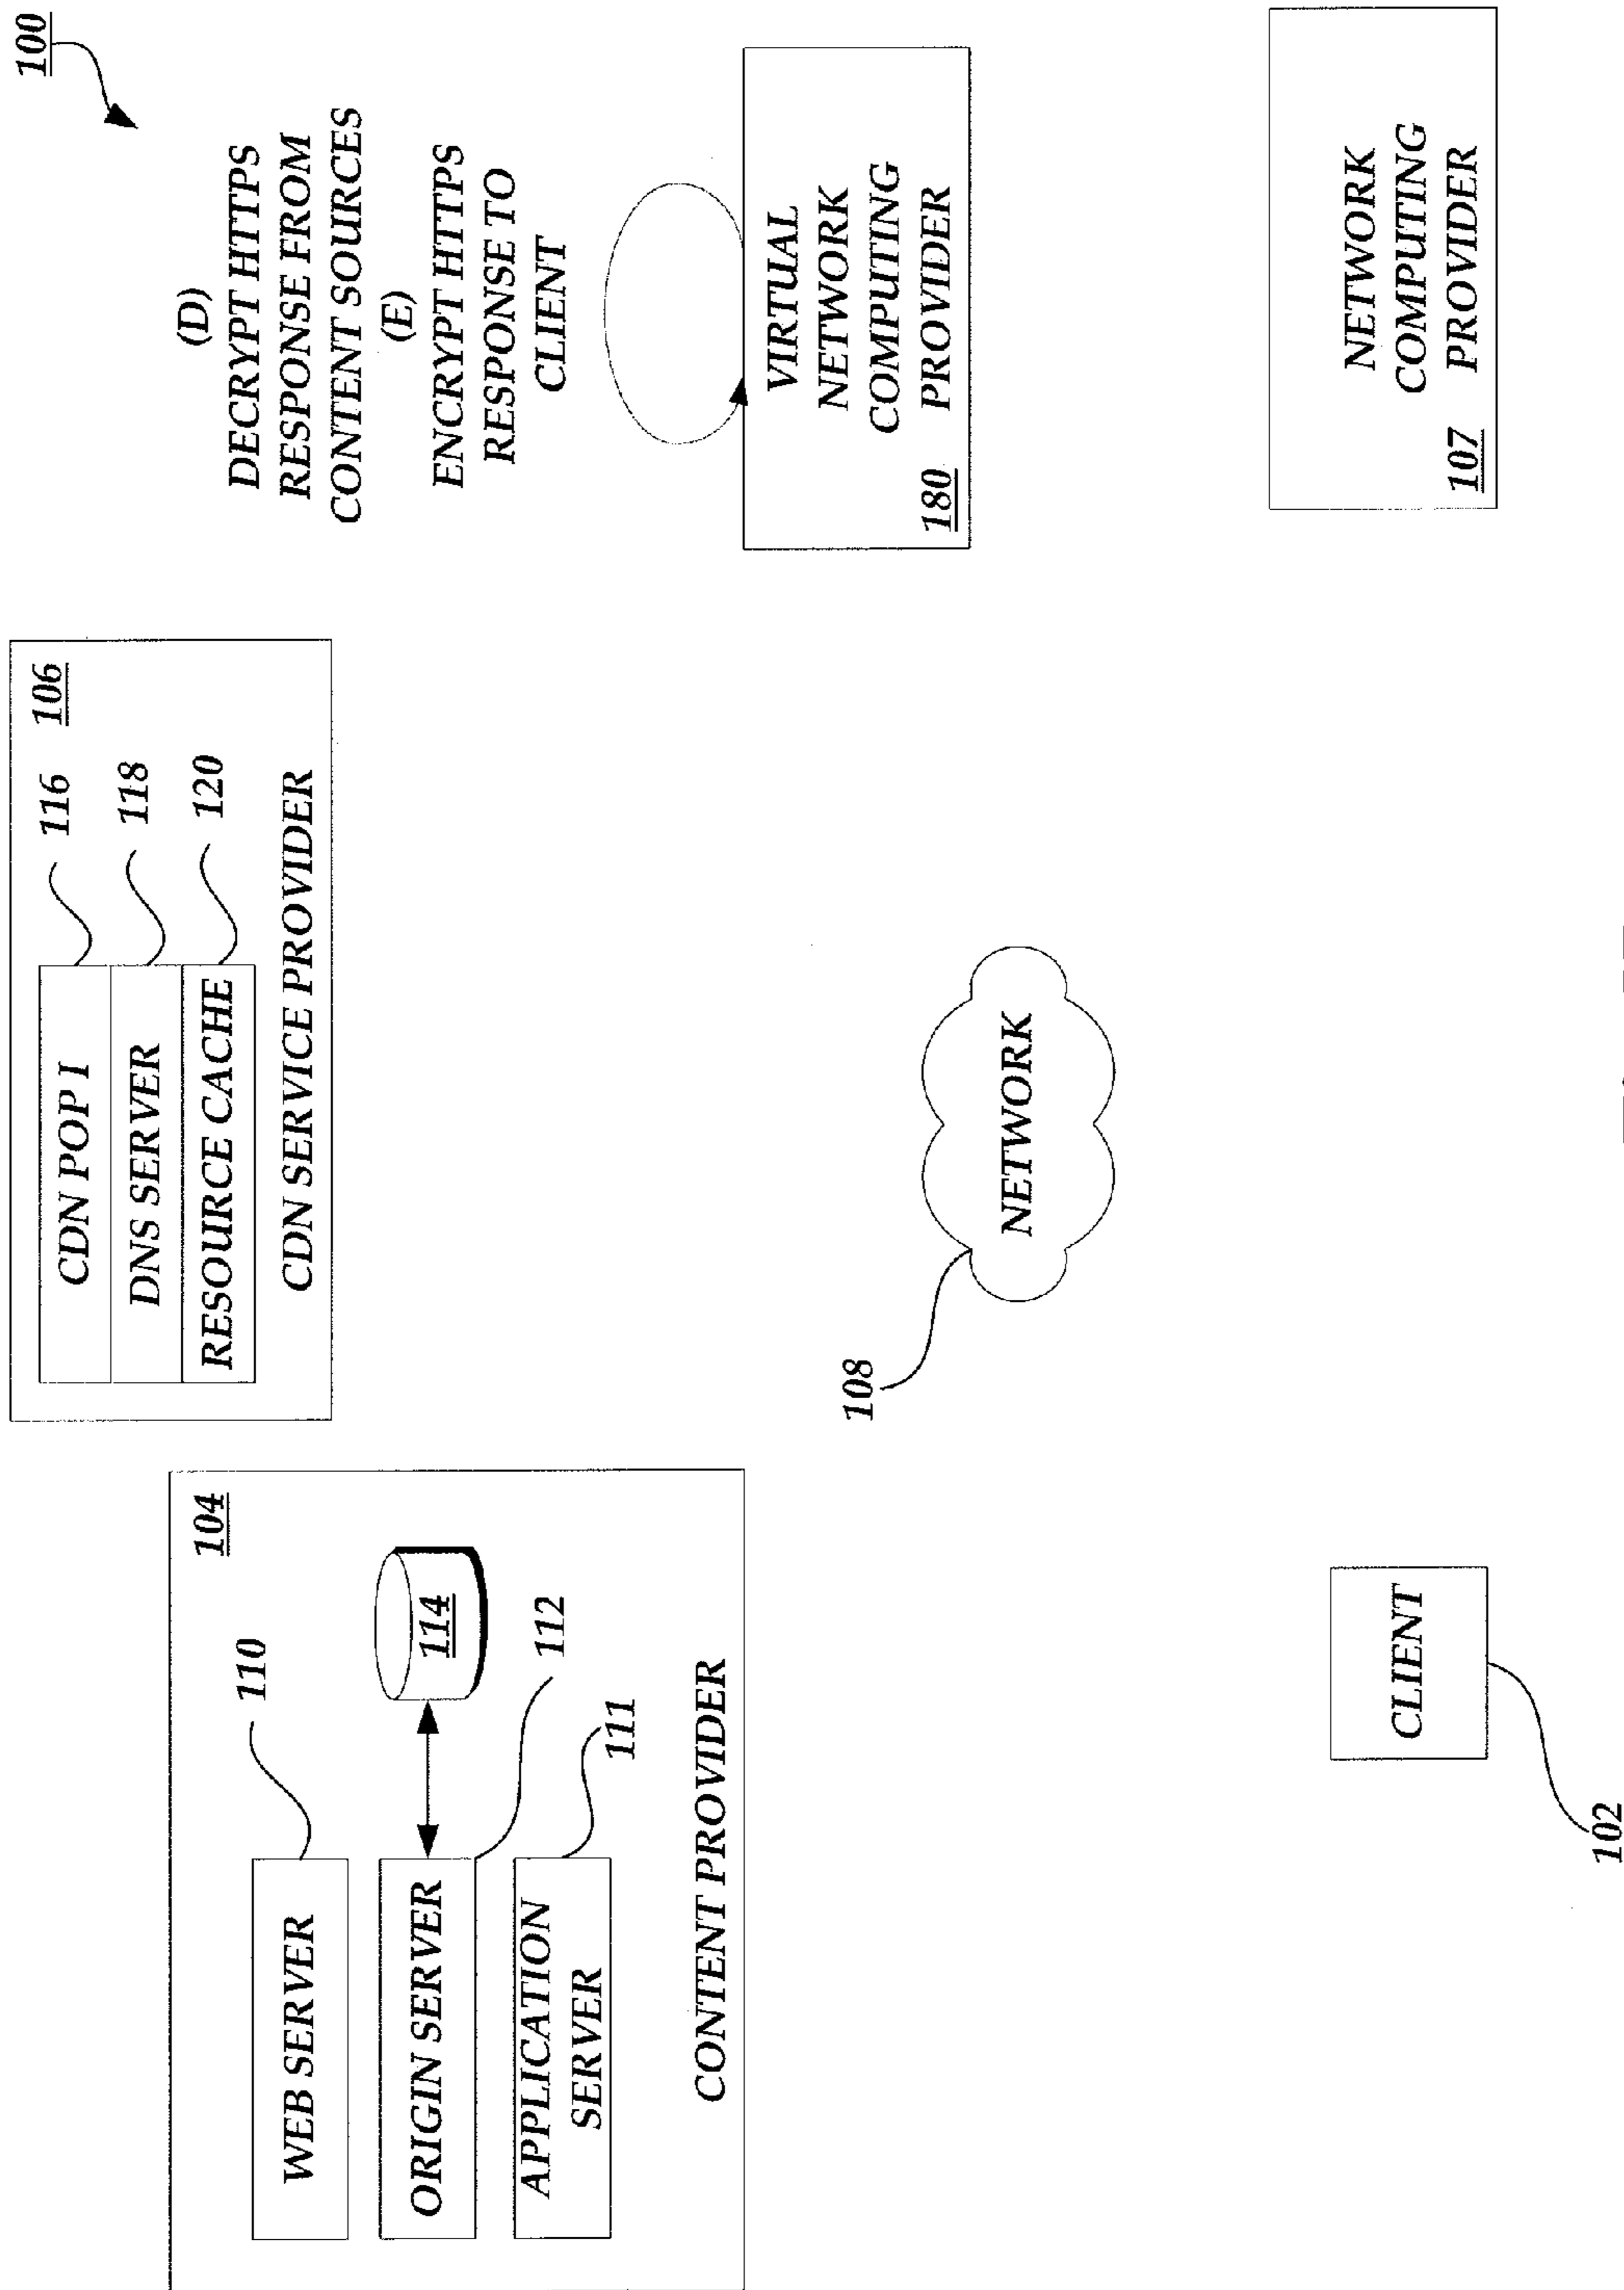 100
(D)
DECRYPT HTTPS
RESPONSE FROM
CONTENT SOURCES
(E)
ENCRYPT HTTPS
RESPONSE TO
CLIENT
VIRTUAL
NETWORK
COMPUTING
PROVIDER
180
NETWORK
COMPUTING
PROVIDER
107
106
CDN POP I
116
DNS SERVER
118
RESOURCE CACHE
120
CDN SERVICE PROVIDER
108
NETWORK
104
WEB SERVER
110
ORIGIN SERVER
114
112
APPLICATION
SERVER
111
CONTENT PROVIDER
CLIENT
102